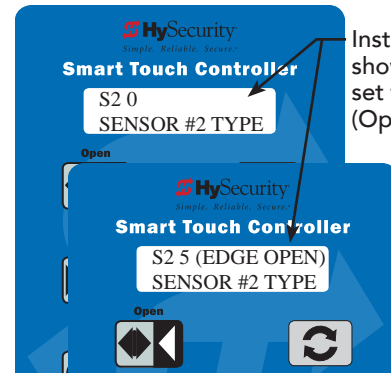 HySecurity
Simple. Reliable. Secure.
Smart Touch Controller
S2 0
SENSOR #2 TYPE
Open
Inst
show
set
(Op
HySecurity
Simple. Reliable. Secure.
Smart Touch Controller
S2 5 (EDGE OPEN)
SENSOR #2 TYPE
Open